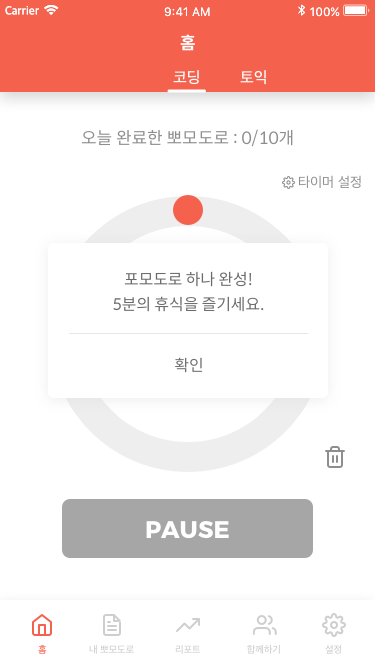 Carrier 9:41 AM 100%
홈
코딩 토익
오늘 완료한 뽀모도로 : 0/10개
타이머 설정
포모도로 하나 완성!
5분의 휴식을 즐기세요.
확인
PAUSE
홈 내 뽀모도로 리포트 함께하기 설정